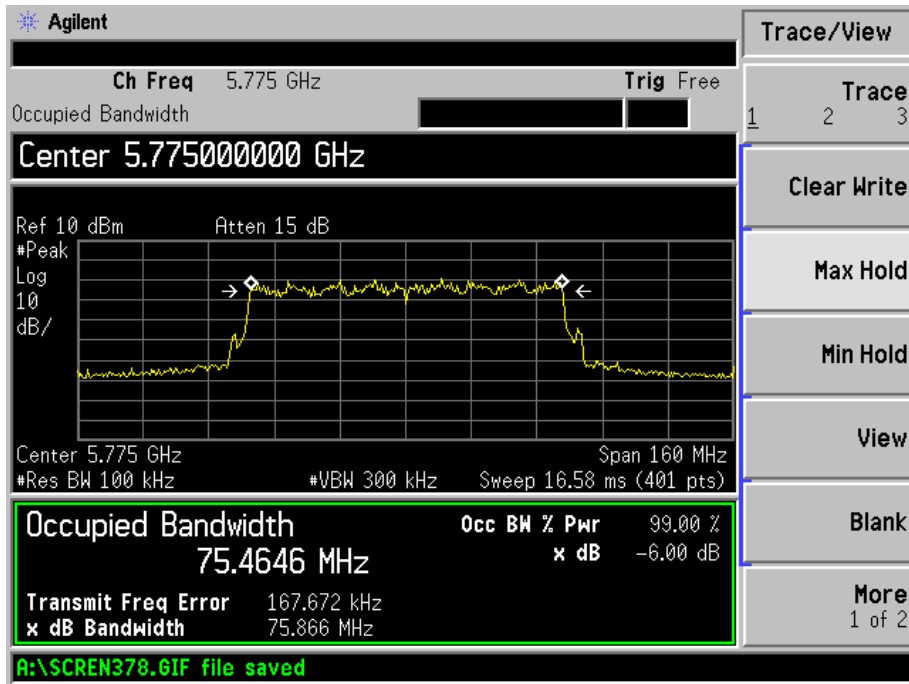 Agilent
Trace/View
Ch Freq 5.775 GHz Trig Free
Occupied Bandwidth
Trace
1 2 3
Center 5.775000000 GHz
Clear Write
Ref 10 dBm Atten 15 dB
#Peak
Log
10
dB/
Max Hold
Min Hold
View
Center 5.775 GHz Span 160 MHz
#Res BW 100 kHz #VBW 300 kHz Sweep 16.58 ms (401 pts)
Occupied Bandwidth
75.4646 MHz
Occ BW % Pwr 99.00 %
x dB -6.00 dB
Blank
Transmit Freq Error 167.672 kHz
x dB Bandwidth 75.866 MHz
More
1 of 2
A:\SCREN378.GIF file saved